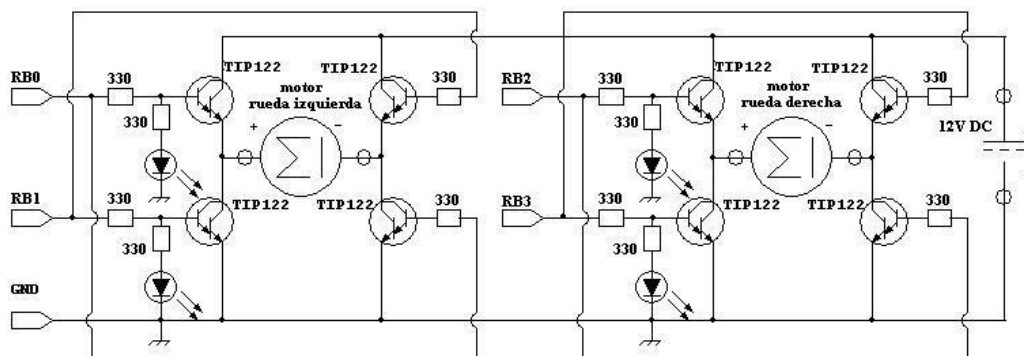 RB0
330
TIP122
TIP122
330
motor
rueda izquierda
330
+
-
RB1
330
TIP122
TIP122
330
330
GND
RB2
330
TIP122
TIP122
330
motor
rueda derecha
330
+
-
12V DC
RB3
330
TIP122
TIP122
330
330